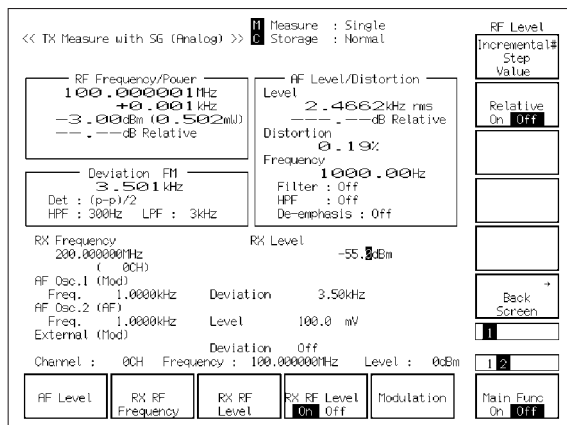 << TX Measure with SG (Analog) >>
M Measure : Single
C Storage : Normal
RF Frequency/Power
100.000001MHz
+0.001kHz
-3.00dBm (0.502mW)
--.--dB Relative
Deviation FM
3.501kHz
Det : (p-p)/2
HPF : 300Hz LPF : 3kHz
AF Level/Distortion
Level
2.4662kHz rms
---.--dB Relative
Distortion
0.19%
Frequency
1000.00Hz
Filter : Off
HPF : Off
De-emphasis : Off
RX Frequency RX Level
200.000000MHz -55.0dBm
( 0CH)
AF Osc.1 (Mod)
Freq. 1.0000kHz Deviation 3.50kHz
AF Osc.2 (AF)
Freq. 1.0000kHz Level 100.0 mV
External (Mod)
Deviation Off
Channel : 0CH Frequency : 100.000000MHz Level : 0dBm
AF Level
RX RF
Frequency
RX RF
Level
RX RF Level
On Off
Modulation
RF Level
Incremental#
Step
Value
Relative
On Off
→
Back
Screen
1
1 2
Main Func
On Off